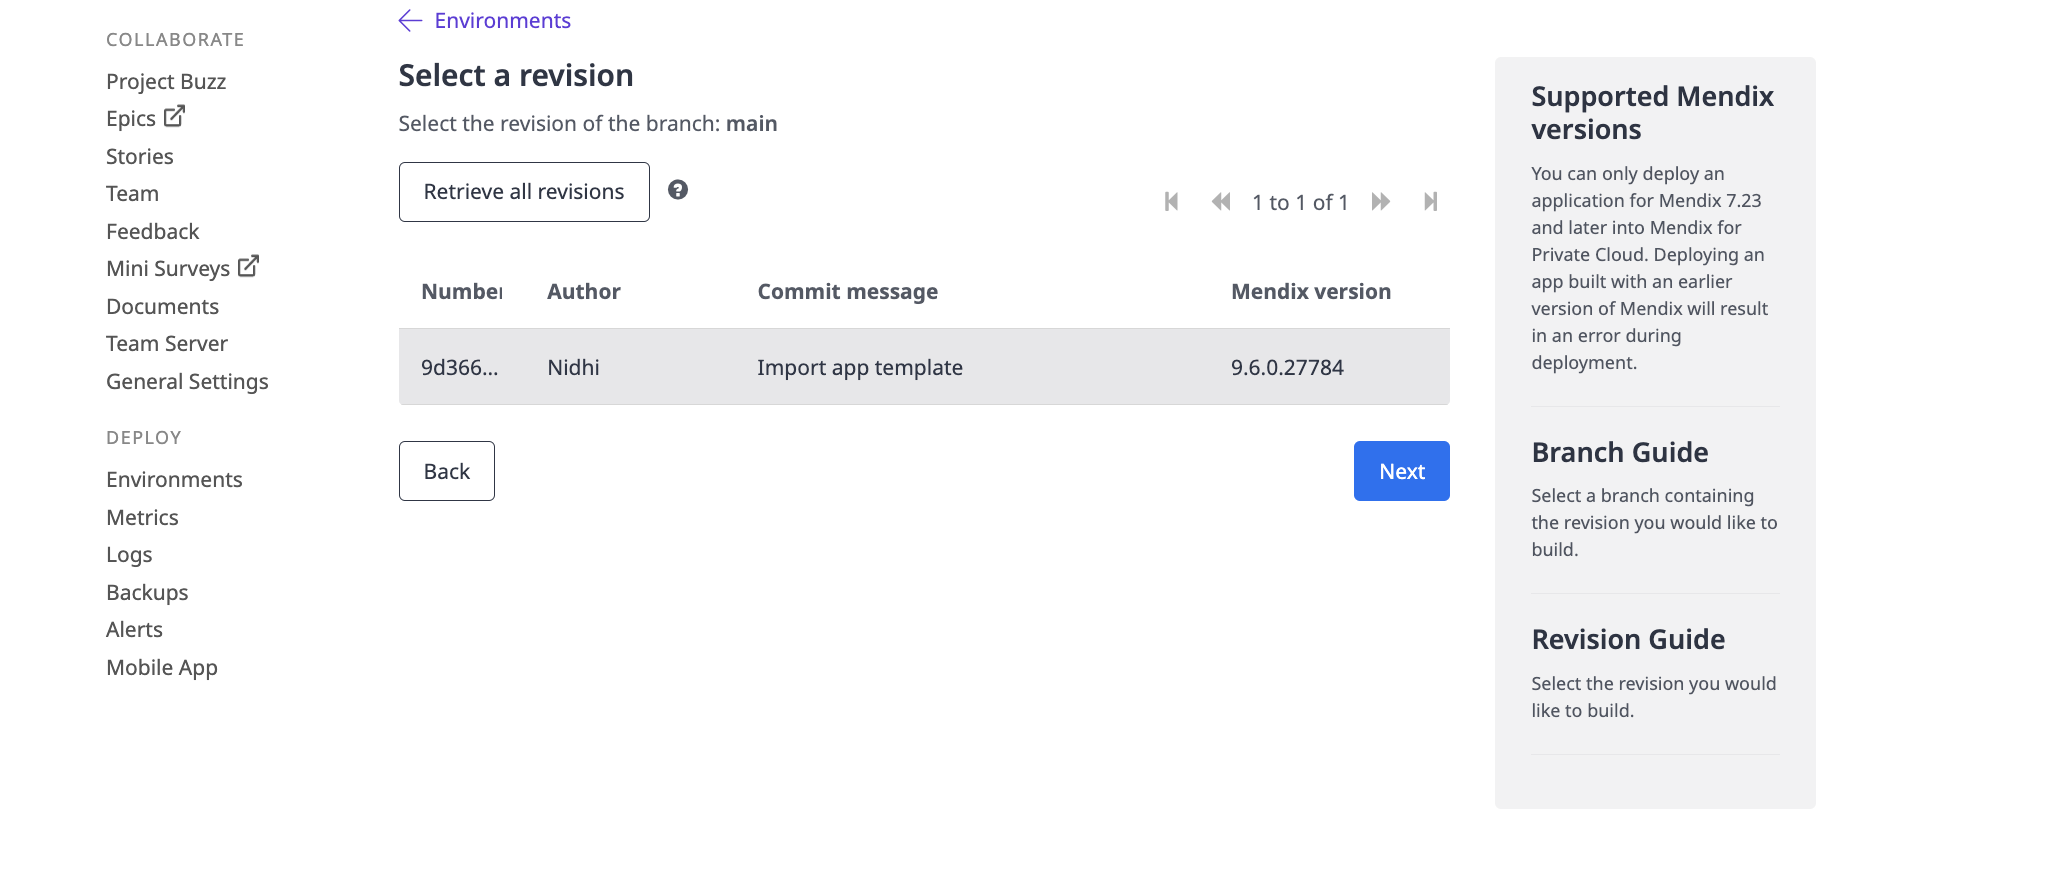 COLLABORATE
Project Buzz
Epics
Stories
Team
Feedback
Mini Surveys
Documents
Team Server
General Settings
DEPLOY
Environments
Metrics
Logs
Backups
Alerts
Mobile App
Environments
Select a revision
Select the revision of the branch: main
Retrieve all revisions
1 to 1 of 1
Number Author Commit message Mendix version
9d366... Nidhi Import app template 9.6.0.27784
Back Next
Supported Mendix
versions
You can only deploy an
application for Mendix 7.23
and later into Mendix for
Private Cloud. Deploying an
app built with an earlier
version of Mendix will result
in an error during
deployment.
Branch Guide
Select a branch containing
the revision you would like to
build.
Revision Guide
Select the revision you would
like to build.